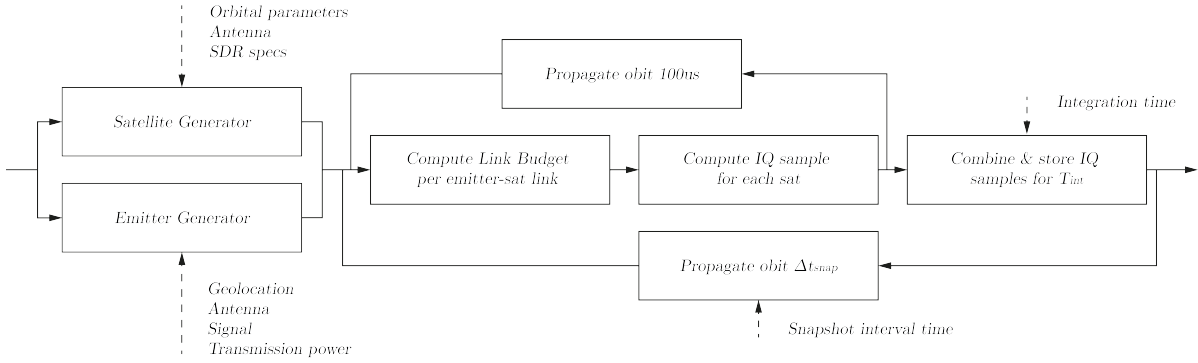 Orbital parameters
Antenna
SDR specs
Satellite Generator
Emitter Generator
Geolocation
Antenna
Signal
Transmission power
Propagate obit 100us
Compute Link Budget
per emitter-sat link
Compute IQ sample
for each sat
Integration time
Combine & store IQ
samples for Tint
Propagate obit Δtsnap
Snapshot interval time